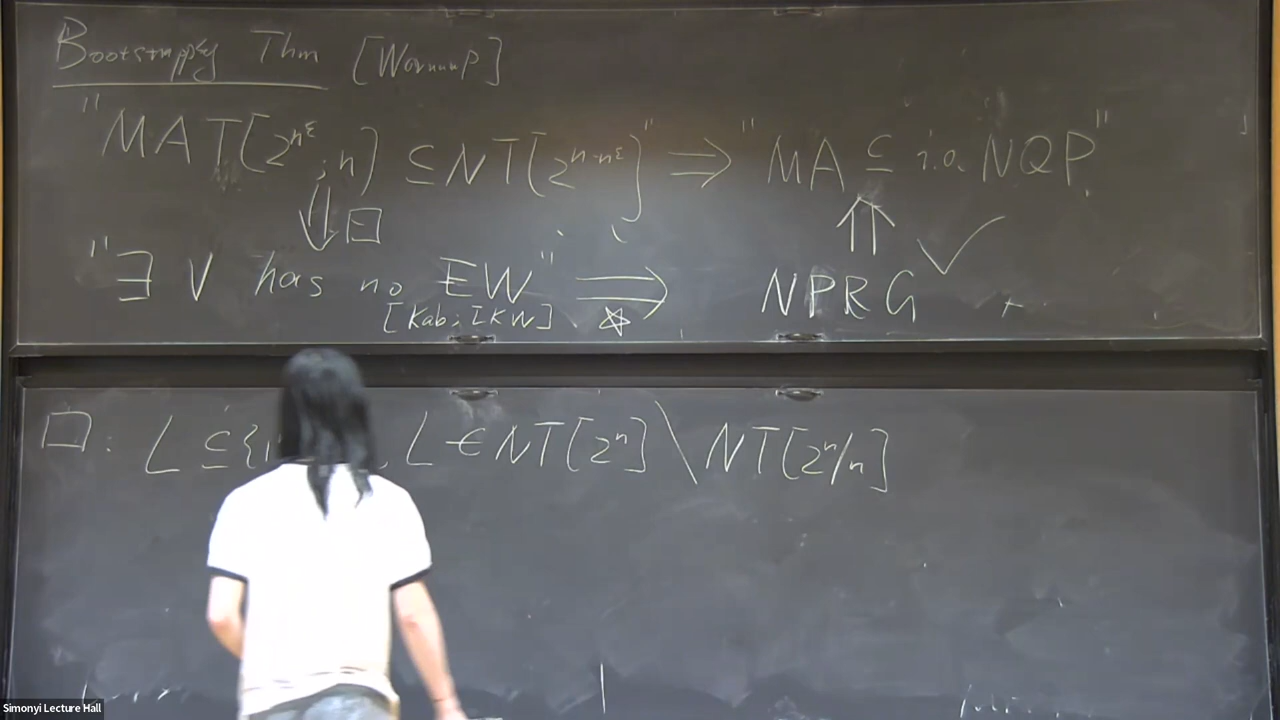 Bootstrapping Thm [Warmup]
"MAT[2^{n^ε}, n] ⊆ NT[2^{n-n^ε}]" ⇒ "MA ⊆ i.o. NQP"
⇓ □ ⇑ ✓
"∃ V has no EW" ⇒ NPRG
[Kab; IKW] ☆
□: L ⊆ {1 , L ∈ NT[2^n] \ NT[2^n/n]
Simonyi Lecture Hall